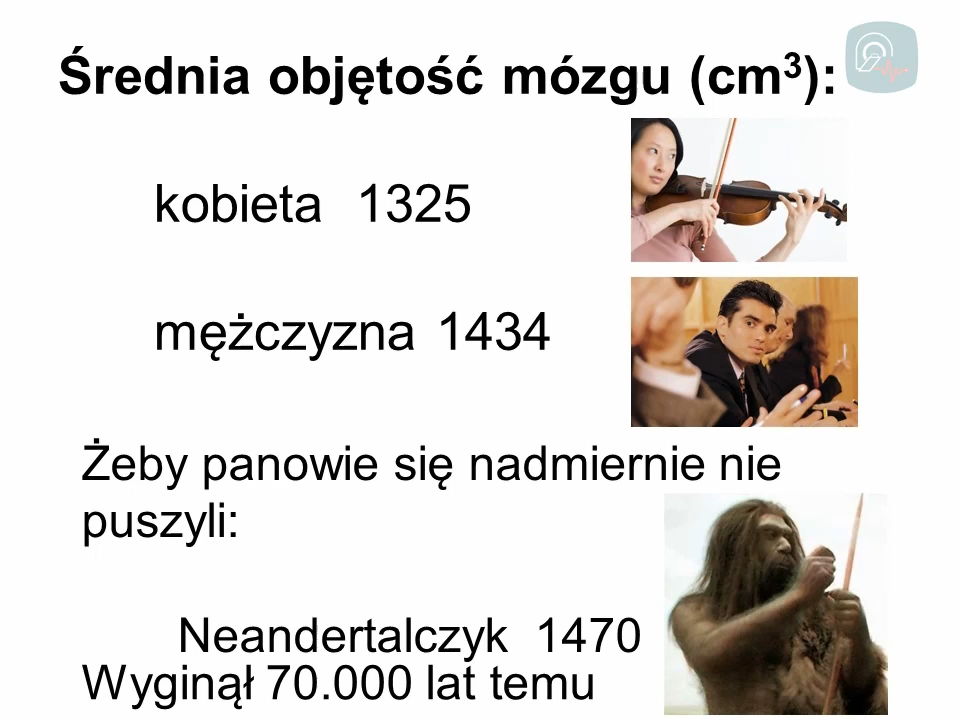 Średnia objętość mózgu (cm³):
kobieta 1325
mężczyzna 1434
Żeby panowie się nadmiernie nie
puszyli:
Neandertalczyk 1470
Wyginął 70.000 lat temu